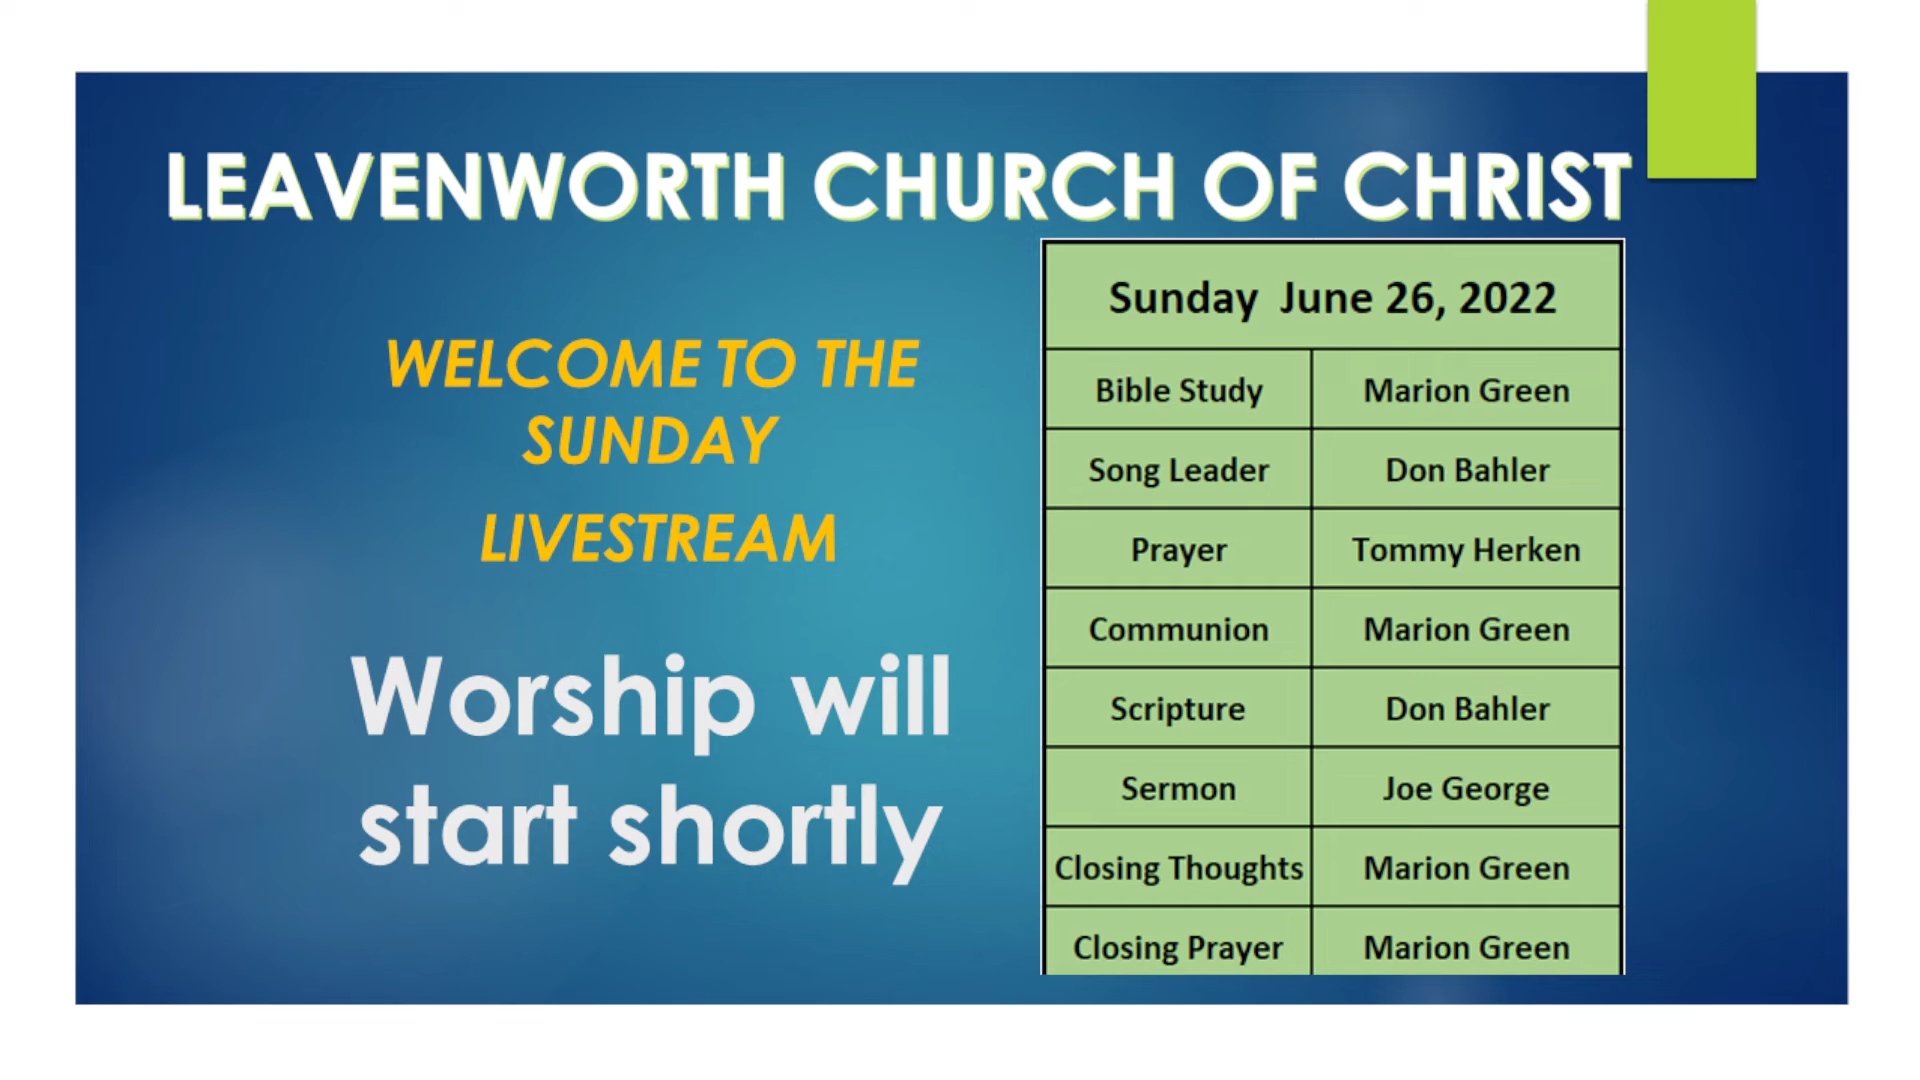 LEAVENWORTH CHURCH OF CHRIST
WELCOME TO THE
SUNDAY
LIVESTREAM
Worship will
start shortly
Sunday June 26, 2022
Bible Study Marion Green
Song Leader Don Bahler
Prayer Tommy Herken
Communion Marion Green
Scripture Don Bahler
Sermon Joe George
Closing Thoughts Marion Green
Closing Prayer Marion Green